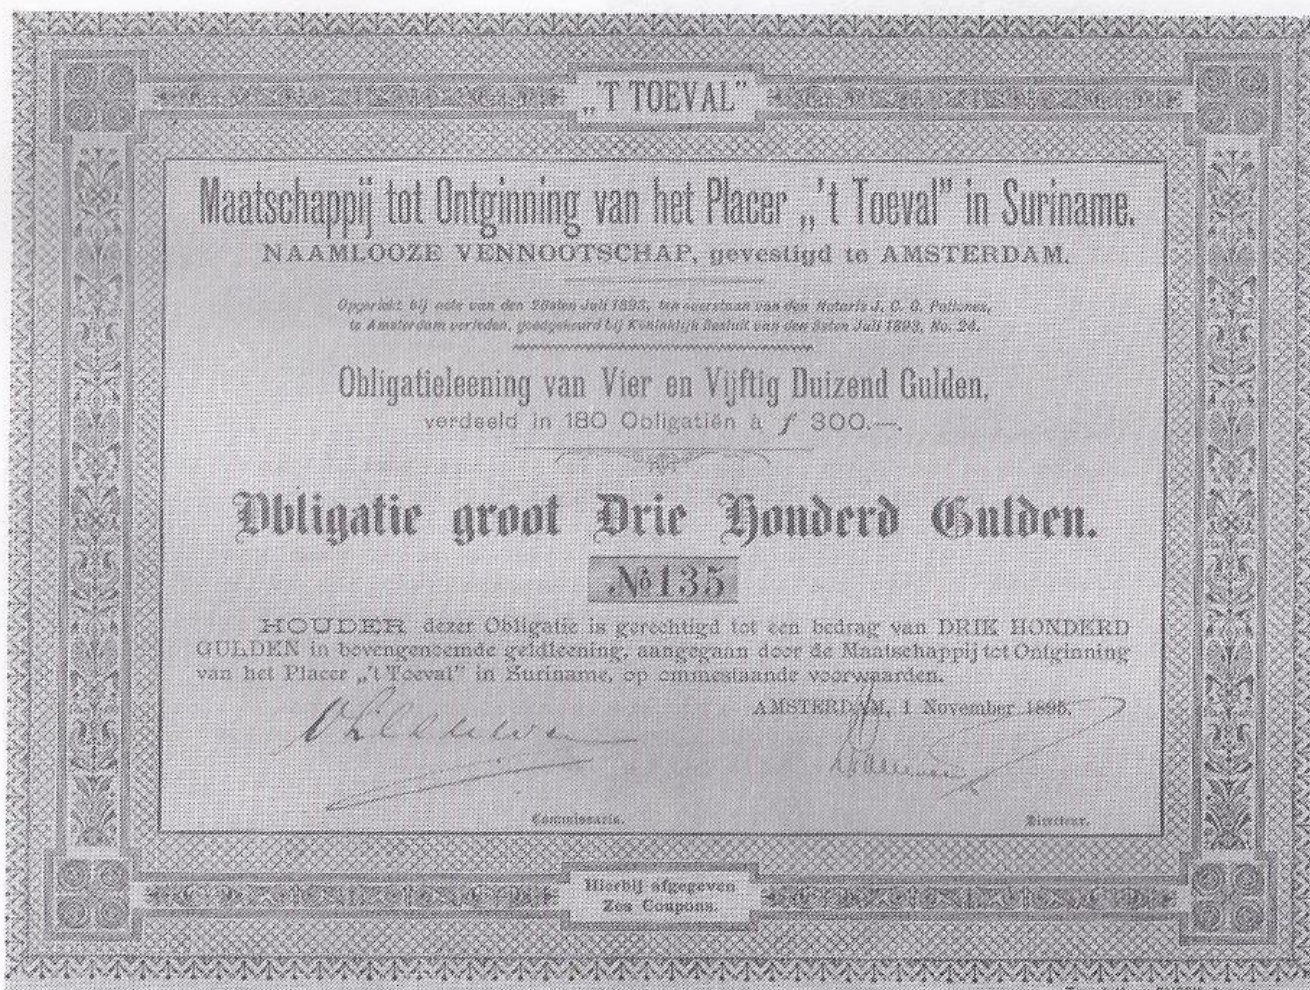 „'T TOEVAL”
Maatschappij tot Ontginning van het Placer „'t Toeval” in Suriname.
NAAMLOOZE VENNOOTSCHAP, gevestigd te AMSTERDAM.
Opgericht bij acte van den 26sten Juli 1893, ten overstaan van den Notaris J. C. G.
te Amsterdam verleden, goedgekeurd bij Koninklijk Besluit van den 8sten Juli 1893, No. 24.
Obligatieleening van Vier en Vijftig Duizend Gulden,
verdeeld in 180 Obligatiën à ƒ 300.—.
Obligatie groot Drie Honderd Gulden.
No 135
HOUDER dezer Obligatie is gerechtigd tot een bedrag van DRIE HONDERD
GULDEN in bovengenoemde geldleening, aangegaan door de Maatschappij tot Ontginning
van het Placer „'t Toeval” in Suriname, op ommestaande voorwaarden.
AMSTERDAM, 1 November 1895.
Commissaris. Directeur.
Hierbij afgegeven
Zes Coupons.